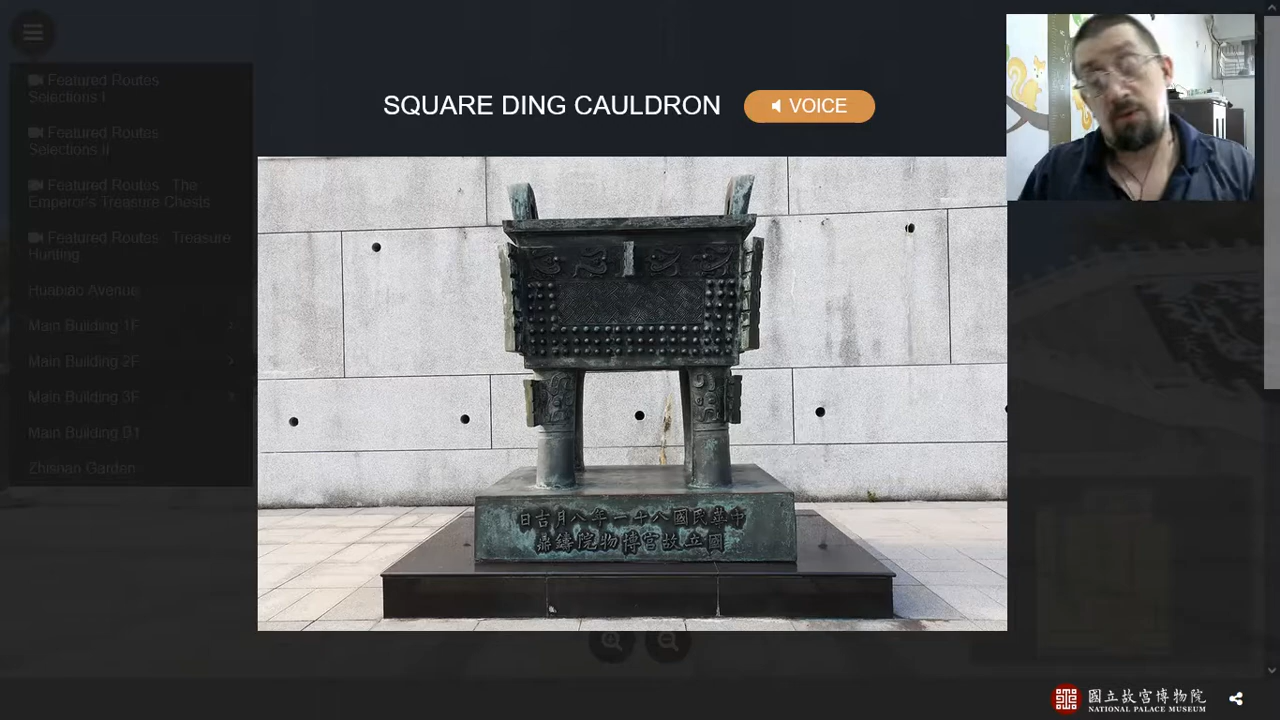 Featured Routes
Selections I
Featured Routes
Selections II
Featured Routes The
Emperor's Treasure Chests
Featured Routes Treasure
Hunting
Huabiao Avenue
Main Building 1F
Main Building 2F
Main Building 3F
Main Building B1
Zhishan Garden
SQUARE DING CAULDRON
VOICE
中華民國八十一年八月吉日
國立故宮博物院鑄鼎
國立故宮博物院
NATIONAL PALACE MUSEUM